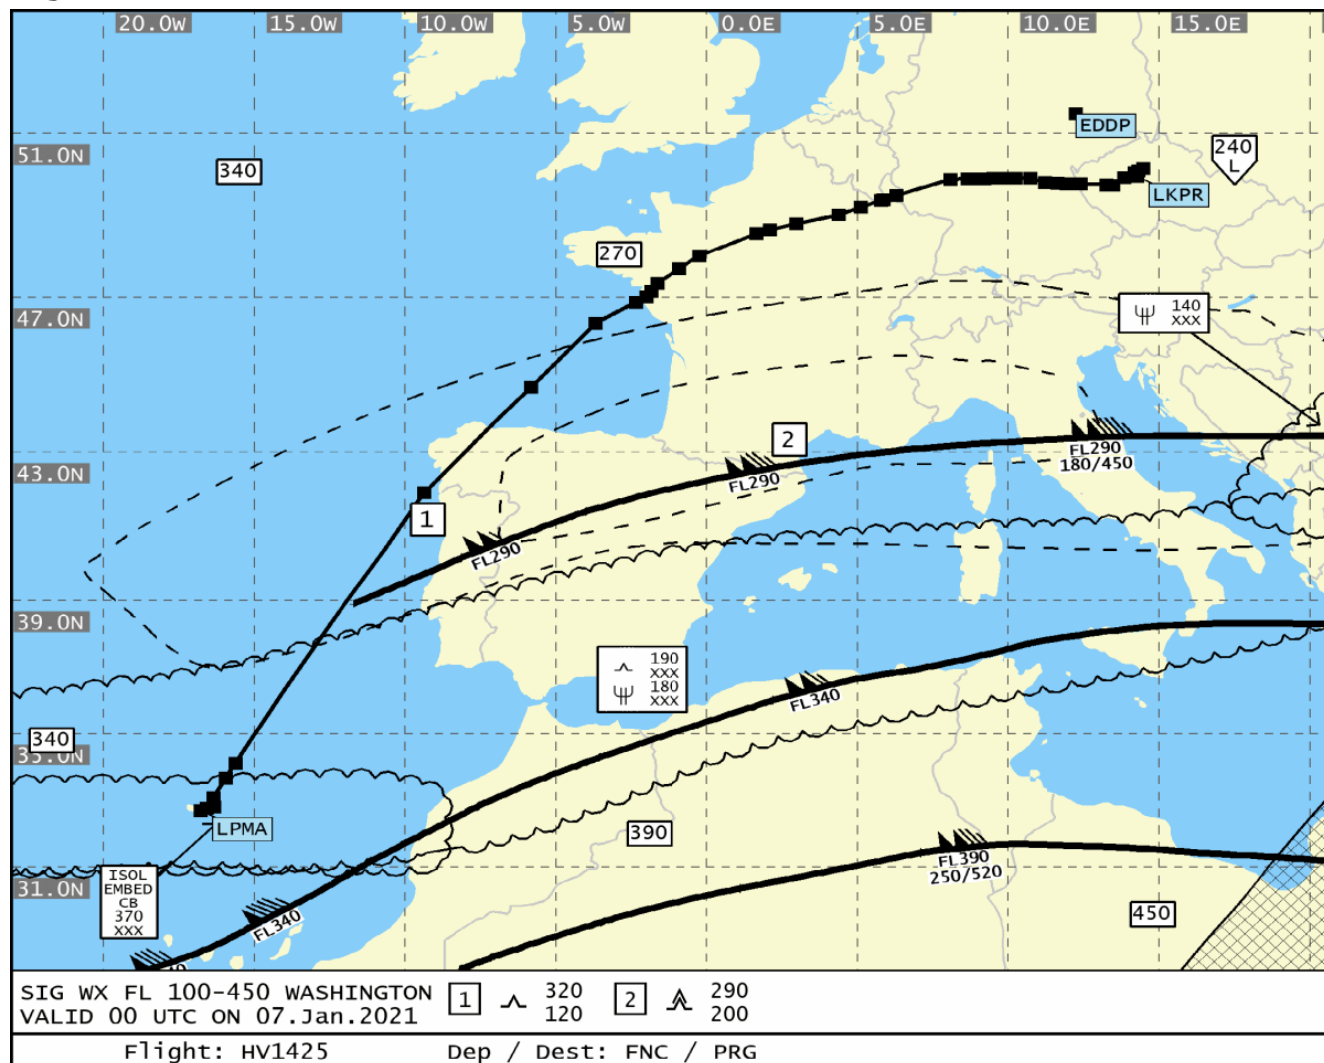 20.0W 15.0W 10.0W 5.0W 0.0E 5.0E 10.0E 15.0E
EDDP
51.0N
240
L
340
LKPR
270
140
XXX
47.0N
2
FL290
180/450
43.0N
FL290
1
FL290
39.0N
190
XXX
180
XXX
FL340
340
33.0N
LPMA
390
FL390
250/520
ISOL
EMBED
CB
370
XXX
31.0N
450
FL340
SIG WX FL 100-450 WASHINGTON
VALID 00 UTC ON 07.Jan.2021
1 320
120
2 290
200
Flight: HV1425 Dep / Dest: FNC / PRG